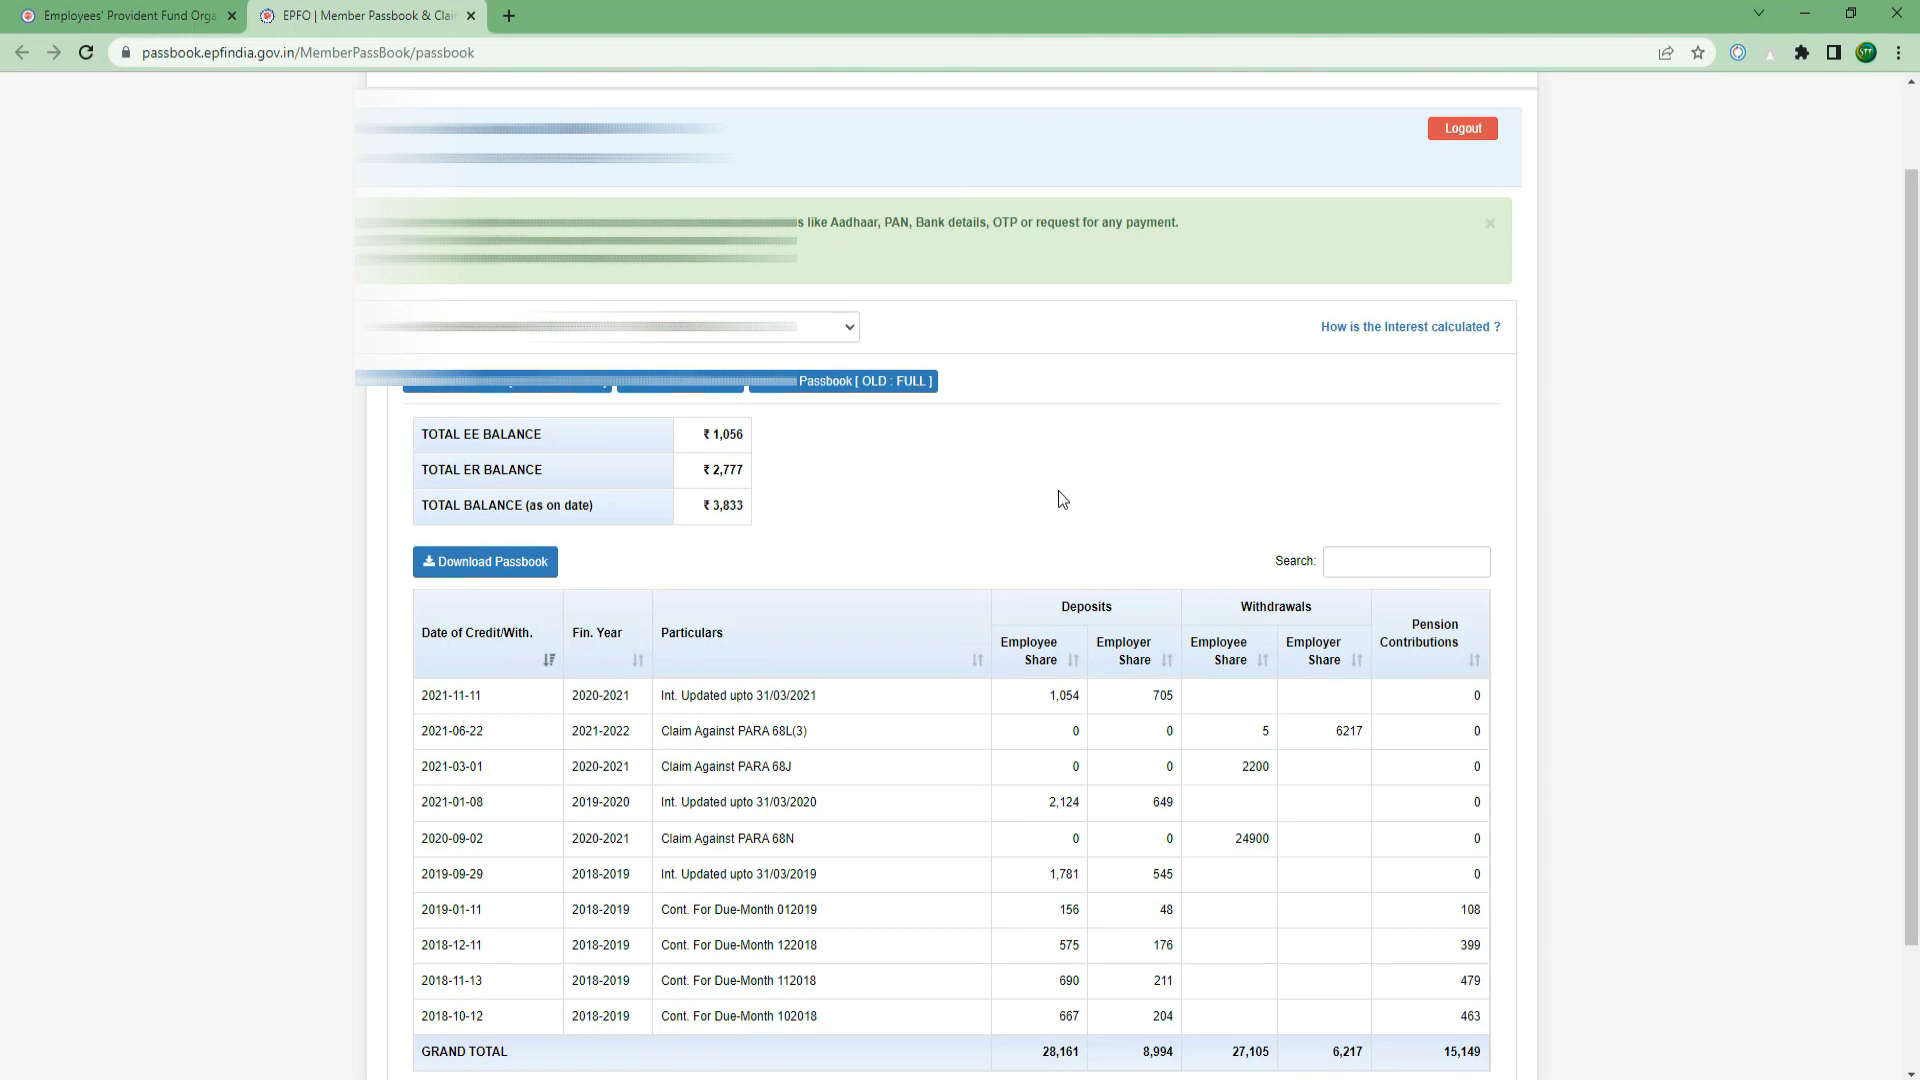 Employees' Provident Fund Orga
EPFO | Member Passbook & Clai
passbook.epfindia.gov.in/MemberPassBook/passbook
STT
Logout
like Aadhaar, PAN, Bank details, OTP or request for any payment.
×
How is the Interest calculated ?
Passbook [ OLD : FULL ]
TOTAL EE BALANCE ₹ 1,056
TOTAL ER BALANCE ₹ 2,777
TOTAL BALANCE (as on date) ₹ 3,833
Download Passbook
Search:
Deposits Withdrawals
Date of Credit/With. Fin. Year Particulars Employee Share Employer Share Employee Share Employer Share Pension Contributions
2021-11-11 2020-2021 Int. Updated upto 31/03/2021 1,054 705 0
2021-06-22 2021-2022 Claim Against PARA 68L(3) 0 0 5 6217 0
2021-03-01 2020-2021 Claim Against PARA 68J 0 0 2200 0
2021-01-08 2019-2020 Int. Updated upto 31/03/2020 2,124 649 0
2020-09-02 2020-2021 Claim Against PARA 68N 0 0 24900 0
2019-09-29 2018-2019 Int. Updated upto 31/03/2019 1,781 545 0
2019-01-11 2018-2019 Cont. For Due-Month 012019 156 48 108
2018-12-11 2018-2019 Cont. For Due-Month 122018 575 176 399
2018-11-13 2018-2019 Cont. For Due-Month 112018 690 211 479
2018-10-12 2018-2019 Cont. For Due-Month 102018 667 204 463
GRAND TOTAL 28,161 8,994 27,105 6,217 15,149